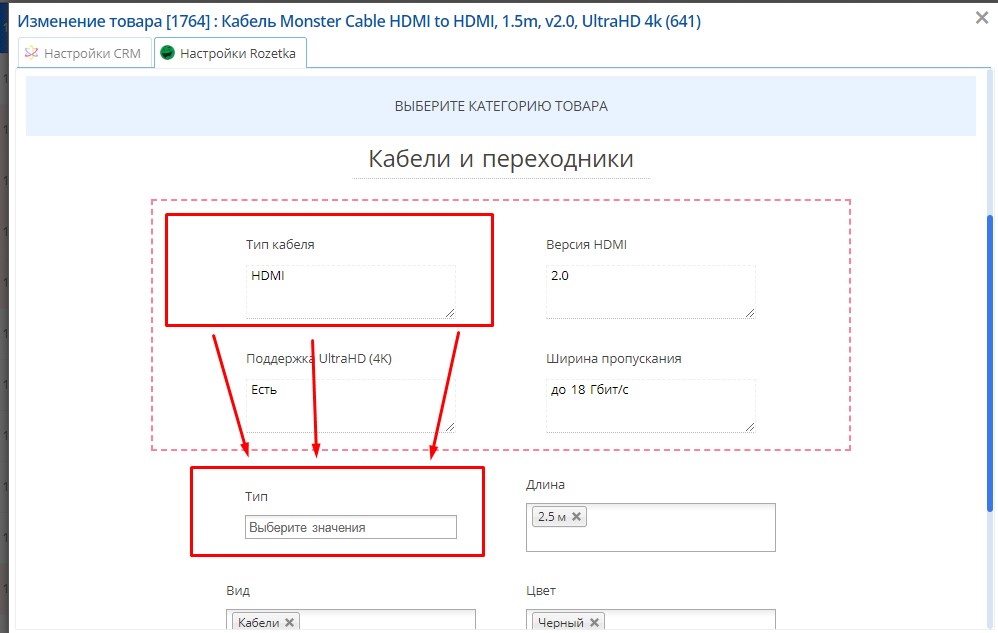 Изменение товара [1764] : Кабель Monster Cable HDMI to HDMI, 1.5m, v2.0, UltraHD 4k (641)
Настройки CRM Настройки Rozetka
ВЫБЕРИТЕ КАТЕГОРИЮ ТОВАРА
Кабели и переходники
Тип кабеля Версия HDMI
HDMI 2.0
Поддержка UltraHD (4K) Ширина пропускания
Есть до 18 Гбит/с
Длина
Тип
2.5 м
Выберите значения
Вид Цвет
Кабели Черный